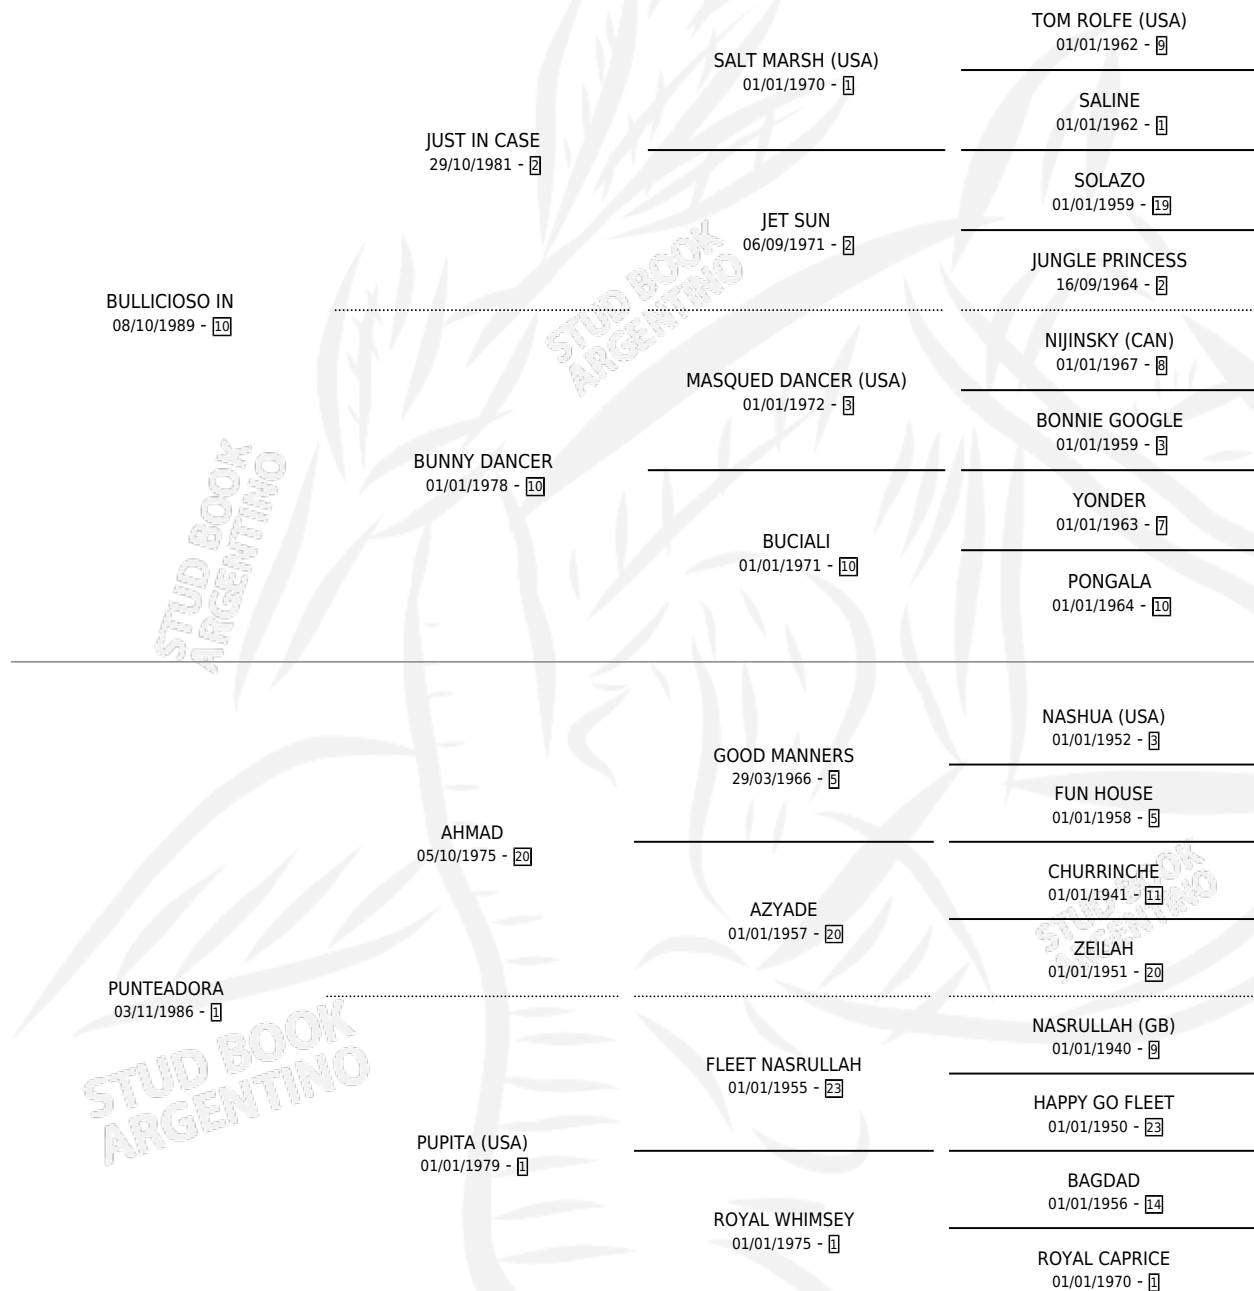 TOM ROLFE (USA)
01/01/1962 - 9
SALT MARSH (USA)
01/01/1970 - 1
SALINE
01/01/1962 - 1
JUST IN CASE
29/10/1981 - 2
SOLAZO
01/01/1959 - 19
JET SUN
06/09/1971 - 2
JUNGLE PRINCESS
16/09/1964 - 2
BULLICIOSO IN
08/10/1989 - 10
NIJINSKY (CAN)
01/01/1967 - 8
MASQUED DANCER (USA)
01/01/1972 - 3
BONNIE GOOGLE
01/01/1959 - 3
BUNNY DANCER
01/01/1978 - 10
YONDER
01/01/1963 - 7
BUCIALI
01/01/1971 - 10
PONGALA
01/01/1964 - 10
STUD BOOK
ARGENTINO
STUD BOOK
ARGENTINO
NASHUA (USA)
01/01/1952 - 3
GOOD MANNERS
29/03/1966 - 5
FUN HOUSE
01/01/1958 - 5
AHMAD
05/10/1975 - 20
CHURRINCHE
01/01/1941 - 11
AZYADE
01/01/1957 - 20
ZEILAH
01/01/1951 - 20
STUD BOOK
ARGENTINO
PUNTEADORA
03/11/1986 - 1
NASRULLAH (GB)
01/01/1940 - 9
FLEET NASRULLAH
01/01/1955 - 23
HAPPY GO FLEET
01/01/1950 - 23
STUD BOOK
ARGENTINO
PUPITA (USA)
01/01/1979 - 1
BAGDAD
01/01/1956 - 14
ROYAL WHIMSEY
01/01/1975 - 1
ROYAL CAPRICE
01/01/1970 - 1